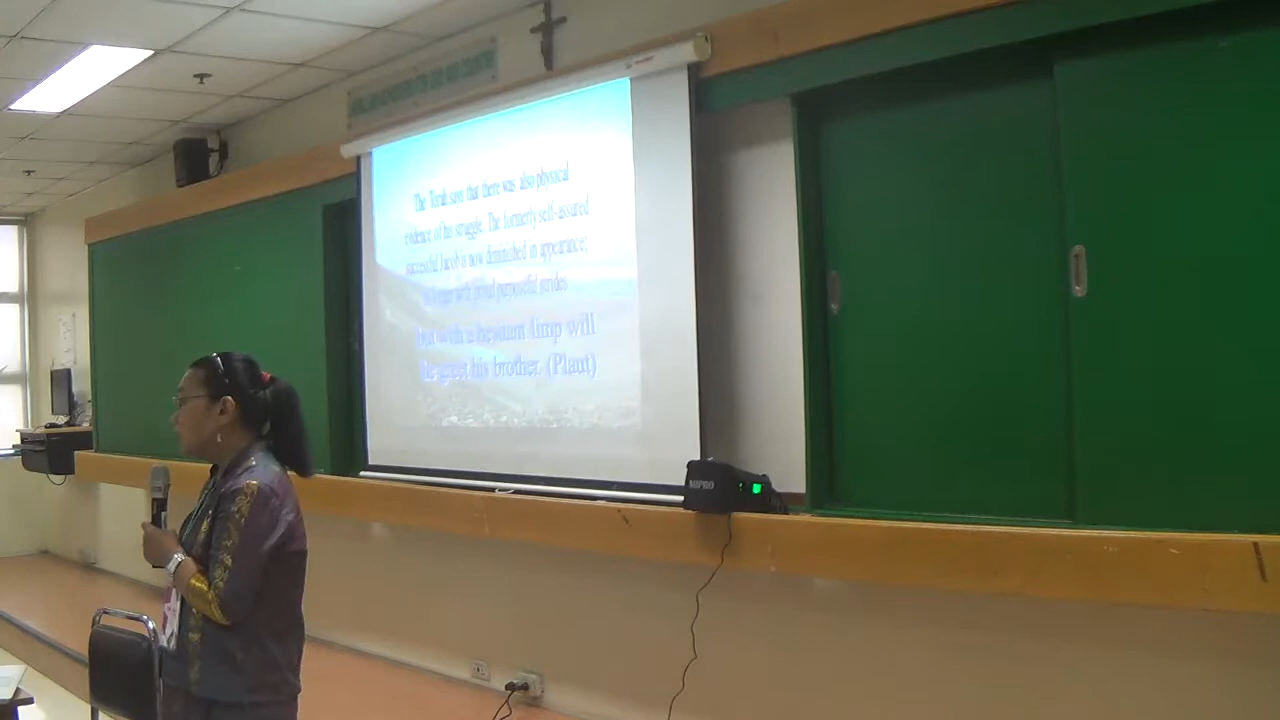 The Torah says that there was also physical
evidence of his struggle. The formerly self-assured
successful Jacob is now diminished in appearance;
no longer with proud purposeful strides
but with a hesitant limp will
he greet his brother. (Plaut)
MIPRO